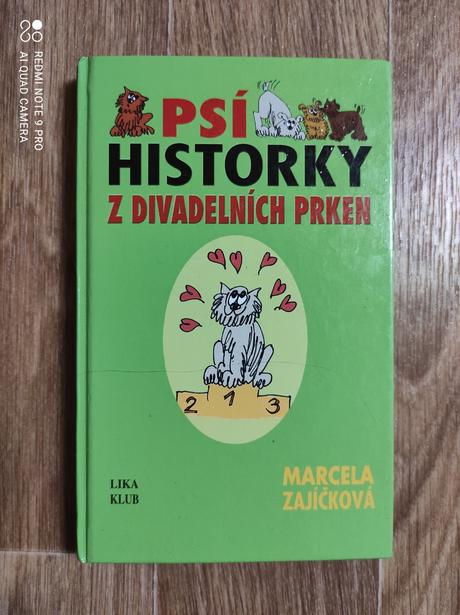 PSÍ
HISTORKY
Z DIVADELNÍCH PRKEN
2 1 3
LIKA
KLUB
MARCELA
ZAJÍČKOVÁ
REDMI NOTE 9 PRO
AI QUAD CAMERA